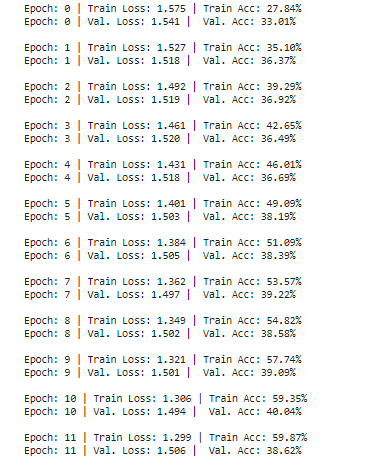 Epoch: 0 | Train Loss: 1.575 | Train Acc: 27.84%
Epoch: 0 | Val. Loss: 1.541 | Val. Acc: 33.01%
Epoch: 1 | Train Loss: 1.527 | Train Acc: 35.10%
Epoch: 1 | Val. Loss: 1.518 | Val. Acc: 36.37%
Epoch: 2 | Train Loss: 1.492 | Train Acc: 39.29%
Epoch: 2 | Val. Loss: 1.519 | Val. Acc: 36.92%
Epoch: 3 | Train Loss: 1.461 | Train Acc: 42.65%
Epoch: 3 | Val. Loss: 1.520 | Val. Acc: 36.49%
Epoch: 4 | Train Loss: 1.431 | Train Acc: 46.01%
Epoch: 4 | Val. Loss: 1.518 | Val. Acc: 36.69%
Epoch: 5 | Train Loss: 1.401 | Train Acc: 49.09%
Epoch: 5 | Val. Loss: 1.503 | Val. Acc: 38.19%
Epoch: 6 | Train Loss: 1.384 | Train Acc: 51.09%
Epoch: 6 | Val. Loss: 1.505 | Val. Acc: 38.39%
Epoch: 7 | Train Loss: 1.362 | Train Acc: 53.57%
Epoch: 7 | Val. Loss: 1.497 | Val. Acc: 39.22%
Epoch: 8 | Train Loss: 1.349 | Train Acc: 54.82%
Epoch: 8 | Val. Loss: 1.502 | Val. Acc: 38.58%
Epoch: 9 | Train Loss: 1.321 | Train Acc: 57.74%
Epoch: 9 | Val. Loss: 1.501 | Val. Acc: 39.09%
Epoch: 10 | Train Loss: 1.306 | Train Acc: 59.35%
Epoch: 10 | Val. Loss: 1.494 | Val. Acc: 40.04%
Epoch: 11 | Train Loss: 1.299 | Train Acc: 59.87%
Epoch: 11 | Val. Loss: 1.506 | Val. Acc: 38.62%